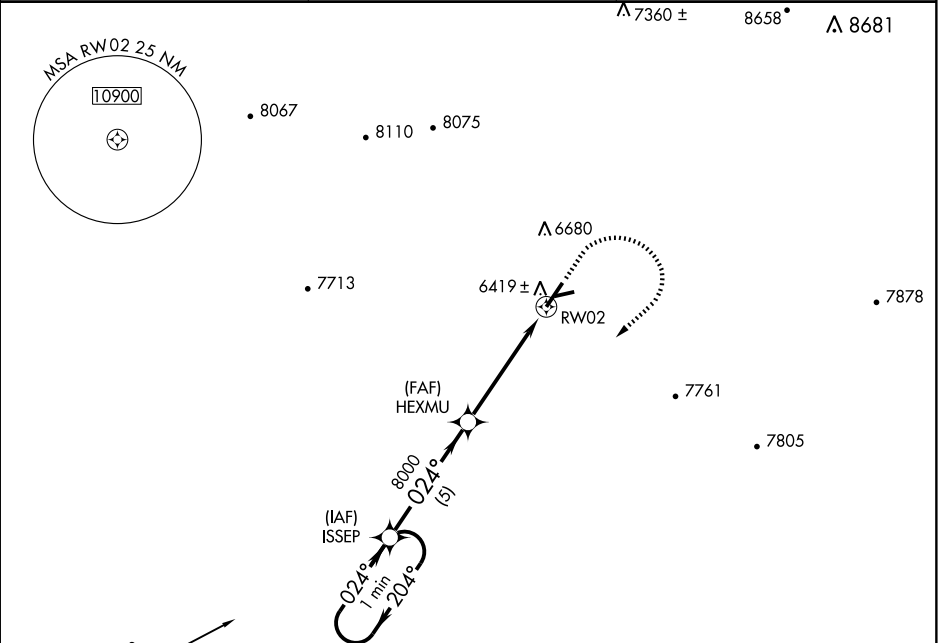 7360 ±
8658
8681
MSA RW02 25 NM
10900
8067
8110
8075
6680
7713
6419 ±
7878
RW02
(FAF)
HEXMU
7761
7805
8000
024°
(5)
(IAF)
ISSEP
024°
1 min
204°